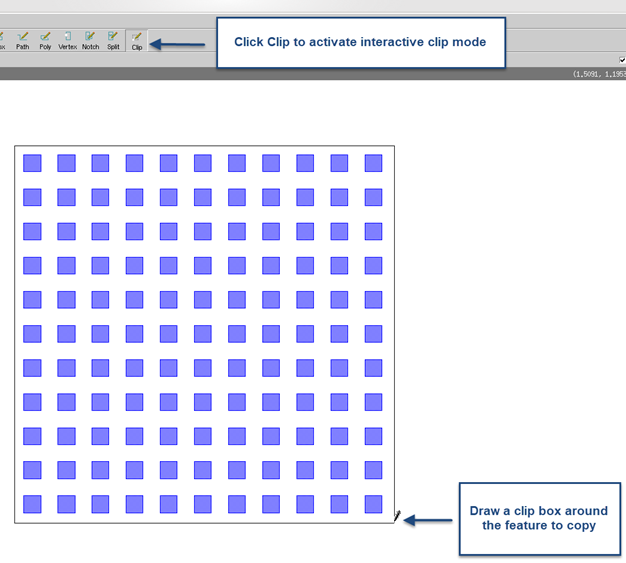 Click Clip to activate interactive clip mode
Path Poly Vertex Notch Split Clip
(1.5091, 1.1953
Draw a clip box around
the feature to copy